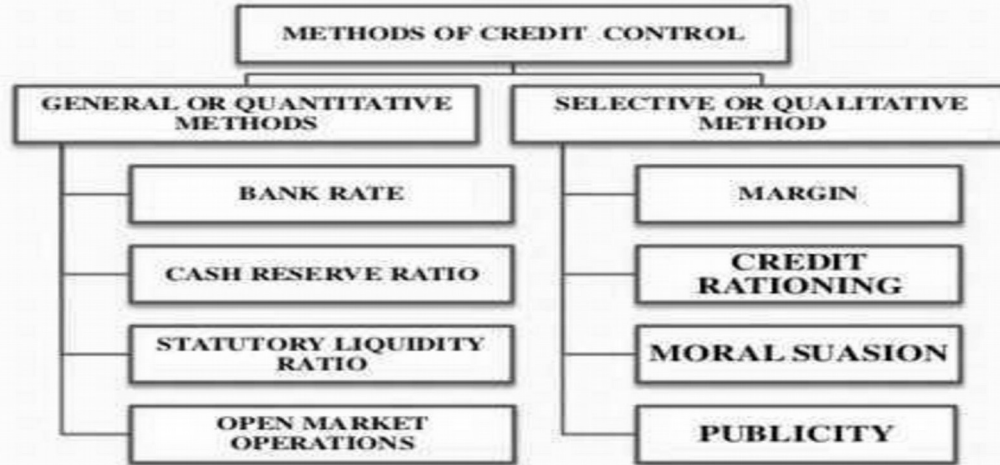 METHODS OF CREDIT CONTROL
GENERAL OR QUANTITATIVE
METHODS
BANK RATE
CASH RESERVE RATIO
STATUTORY LIQUIDITY
RATIO
OPEN MARKET
OPERATIONS
SELECTIVE OR QUALITATIVE
METHOD
MARGIN
CREDIT
RATIONING
MORAL SUASION
PUBLICITY